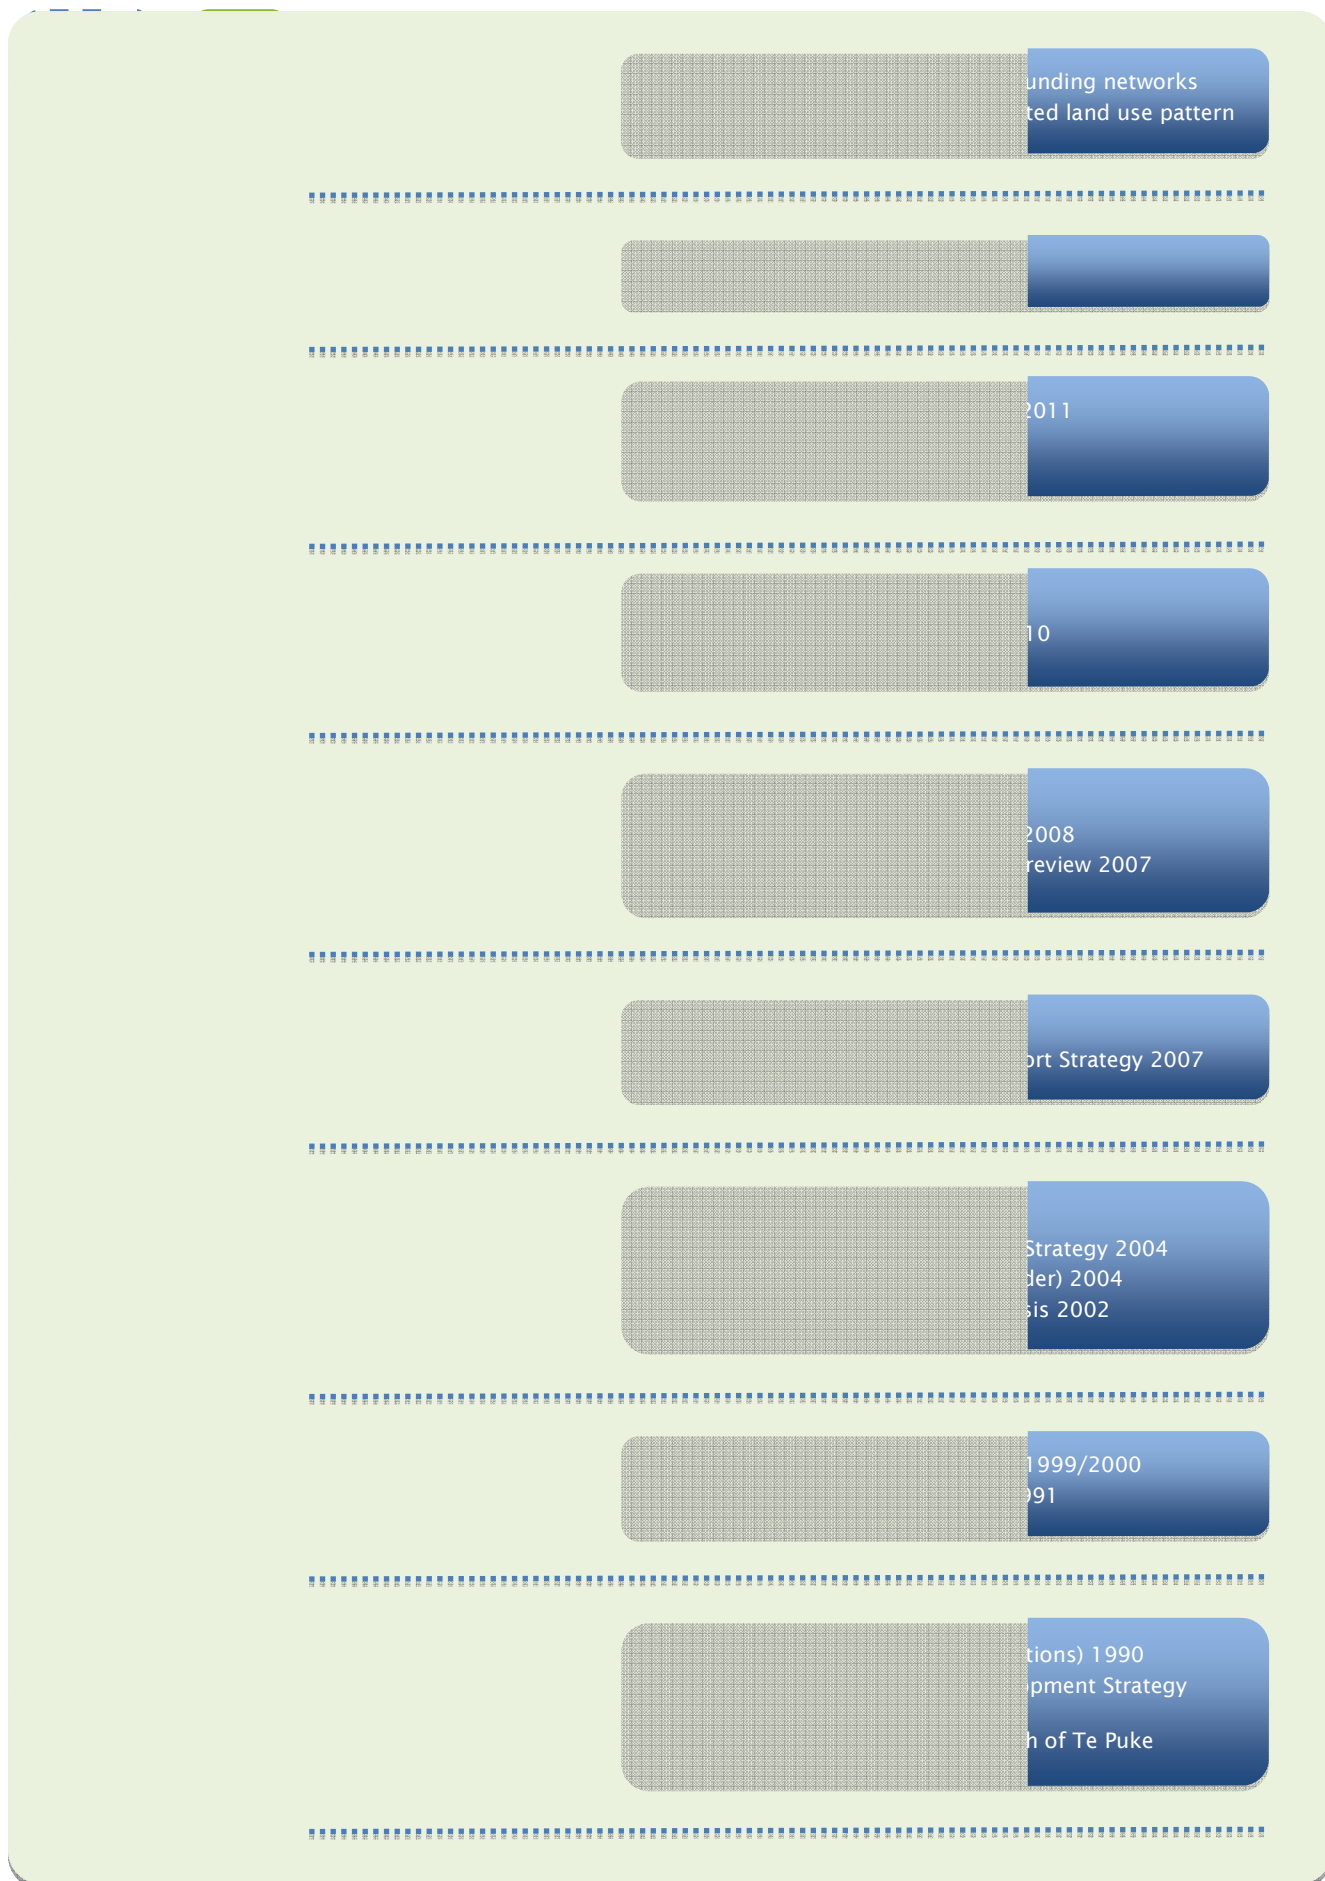 unding networks
ted land use pattern
2011
10
2008
review 2007
ort Strategy 2007
Strategy 2004
der) 2004
sis 2002
1999/2000
991
tions) 1990
opment Strategy
h of Te Puke